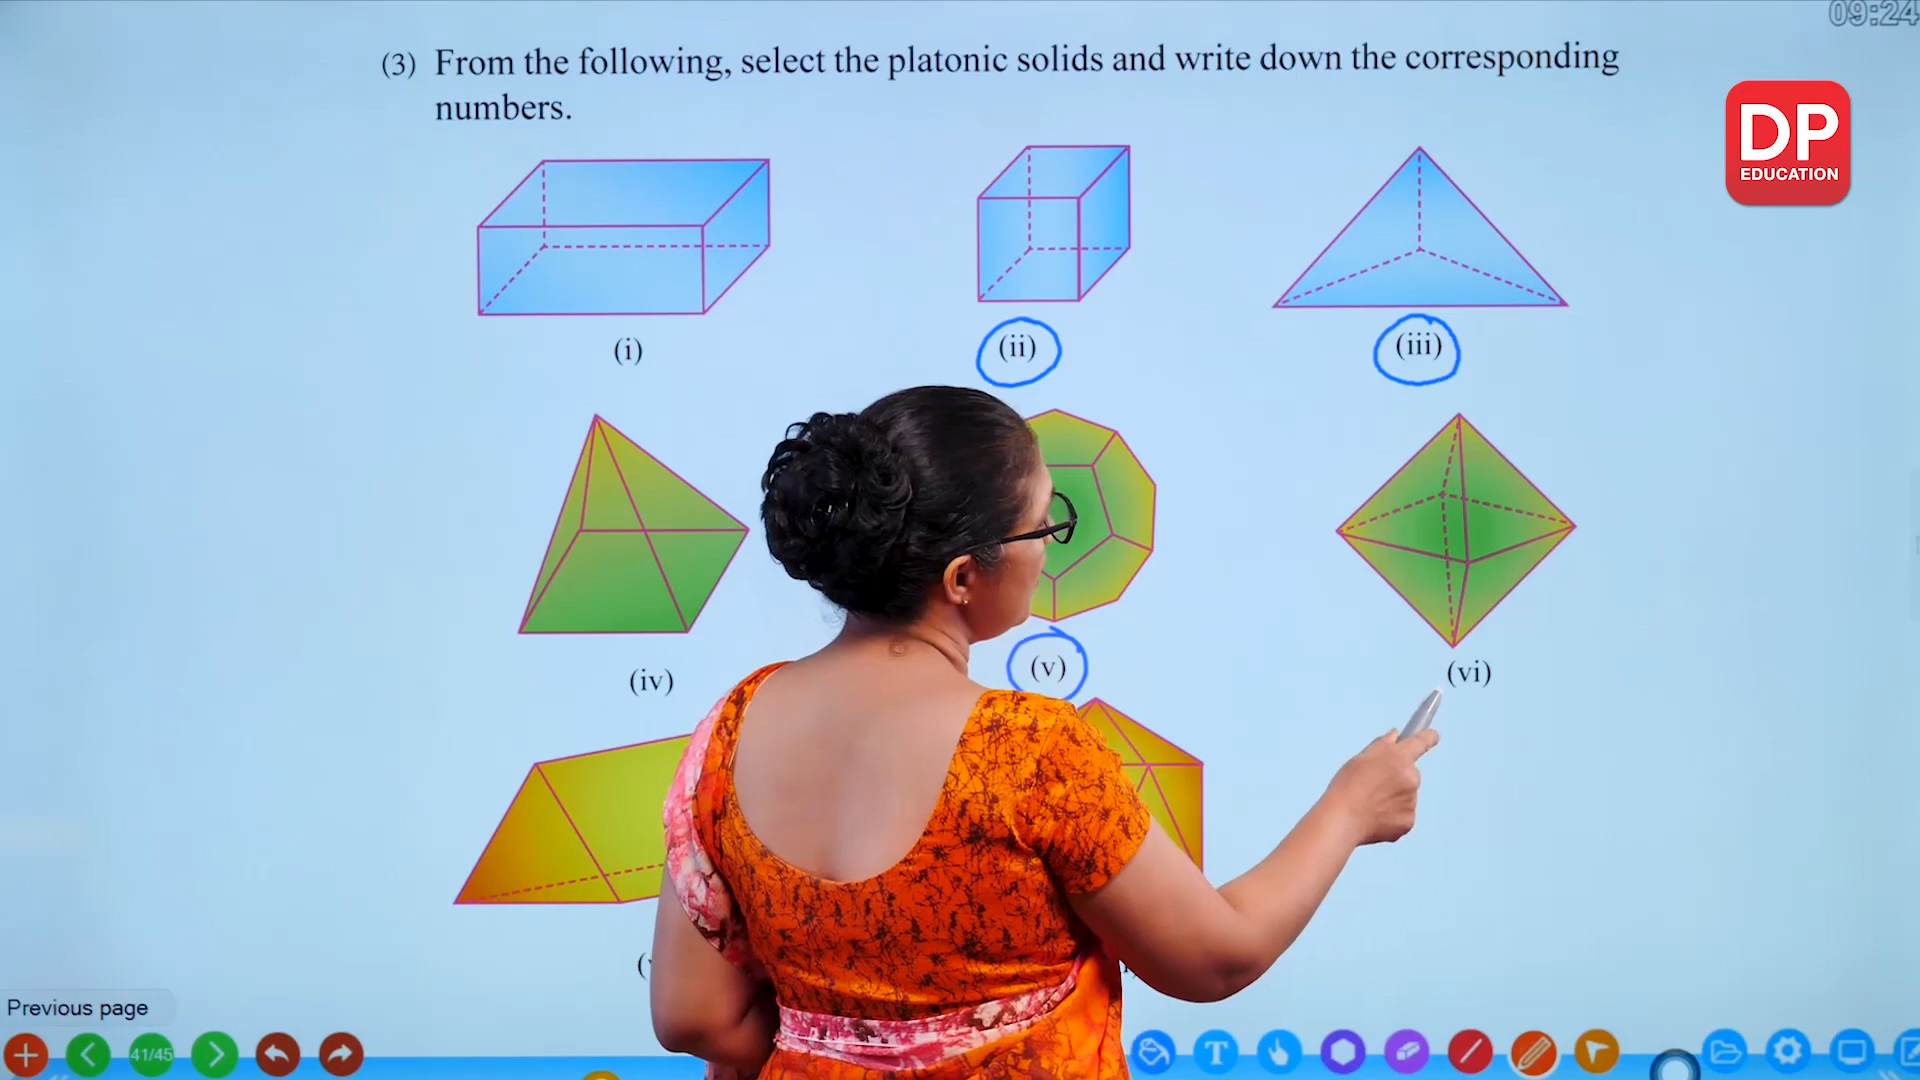 09:24
(3) From the following, select the platonic solids and write down the corresponding
numbers.
DP
EDUCATION
(i)
(ii)
(iii)
(iv)
(v)
(vi)
Previous page
41/45
T